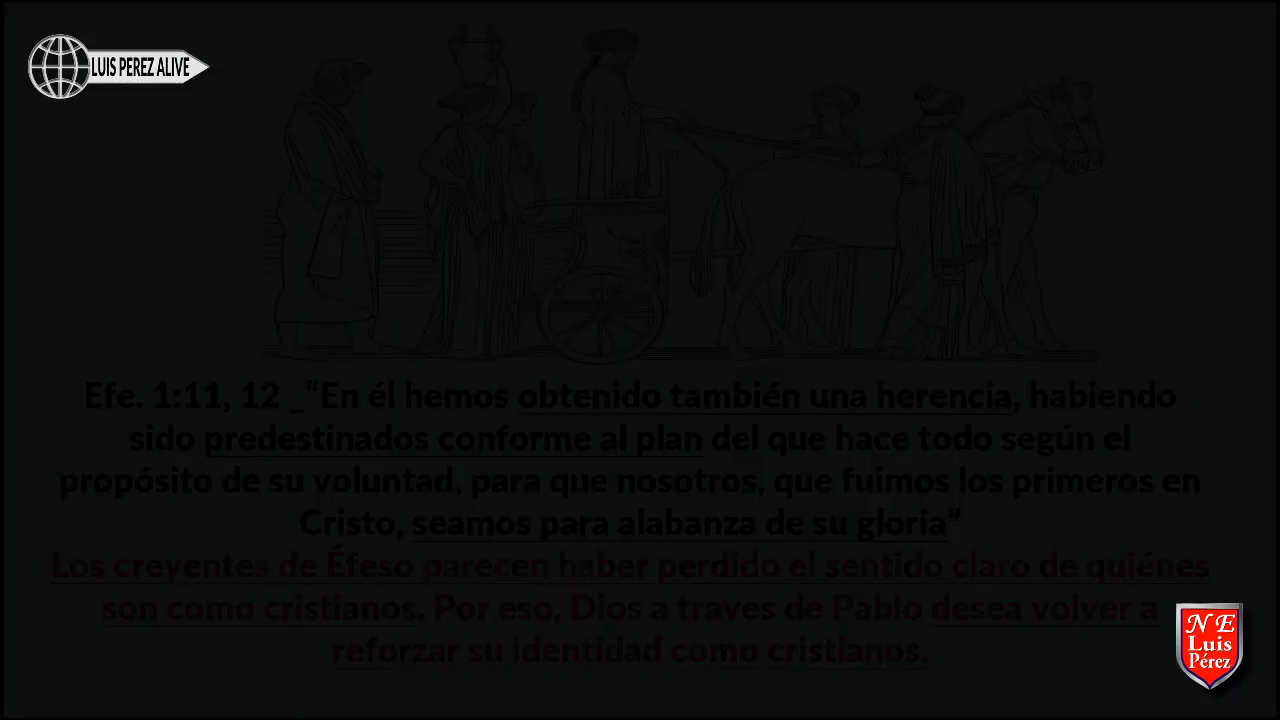 LUIS PEREZ ALIVE
Efe. 1:11, 12 _“En él hemos obtenido también una herencia, habiendo
sido predestinados conforme al plan del que hace todo según el
propósito de su voluntad, para que nosotros, que fuimos los primeros en
Cristo, seamos para alabanza de su gloria”
Los creyentes de Éfeso parecen haber perdido el sentido claro de quiénes
son como cristianos. Por eso, Dios a traves de Pablo desea volver a
reforzar su identidad como cristianos.
N E
Luis
Pérez